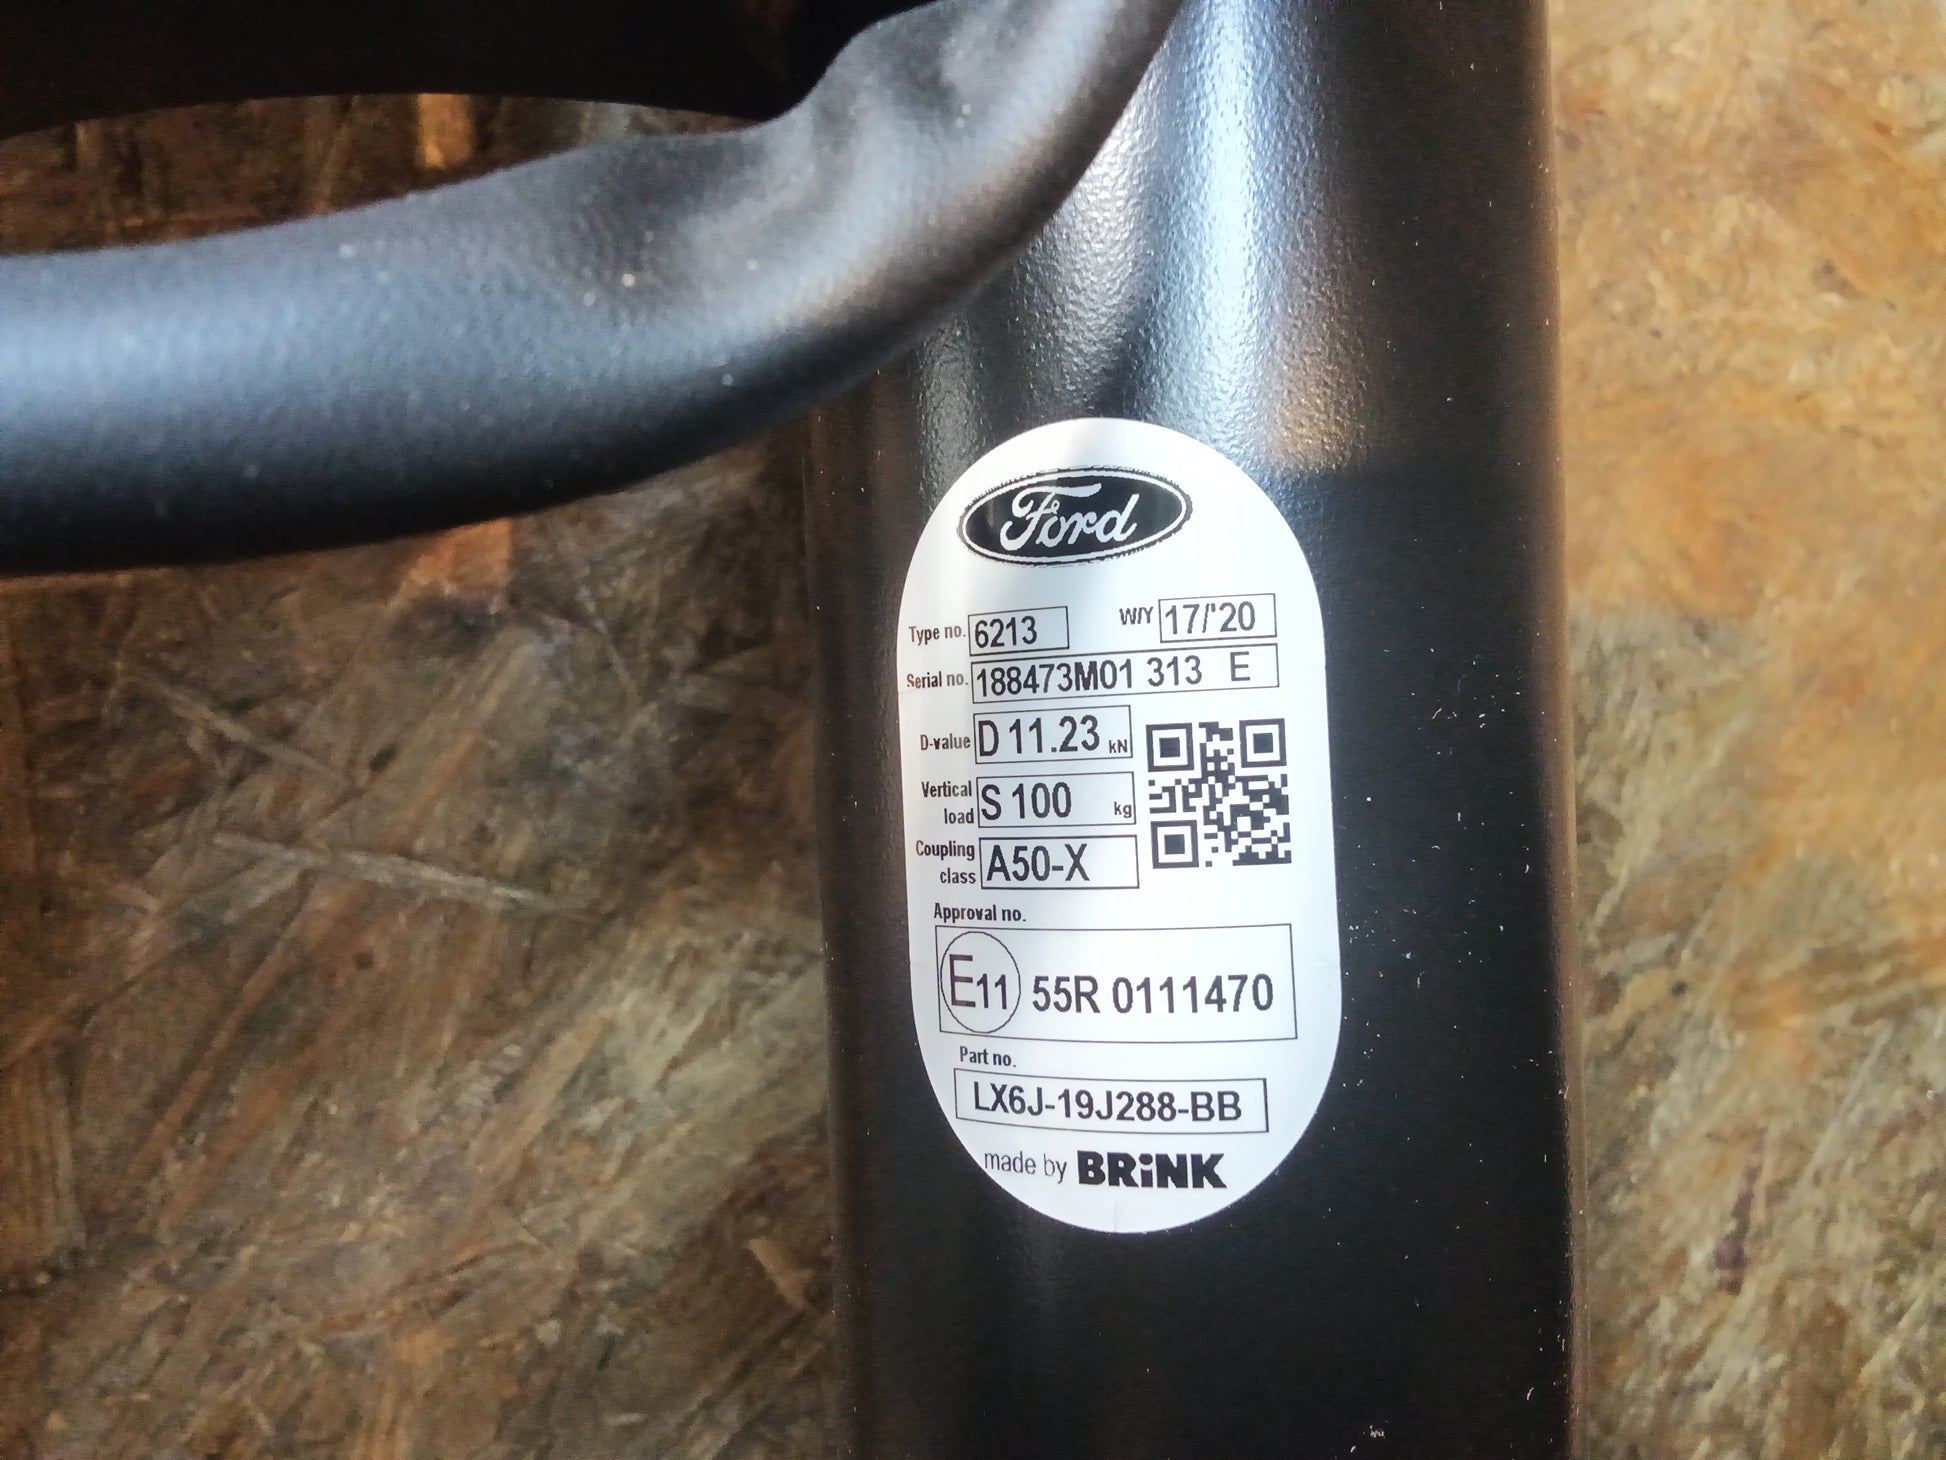 Ford
Type no. 6213 W/Y 17/'20
Serial no. 188473M01 313 E
D-value D 11.23 kN
Vertical load S 100 kg
Coupling class A50-X
Approval no.
E11 55R 0111470
Part no.
LX6J-19J288-BB
made by BRiNK